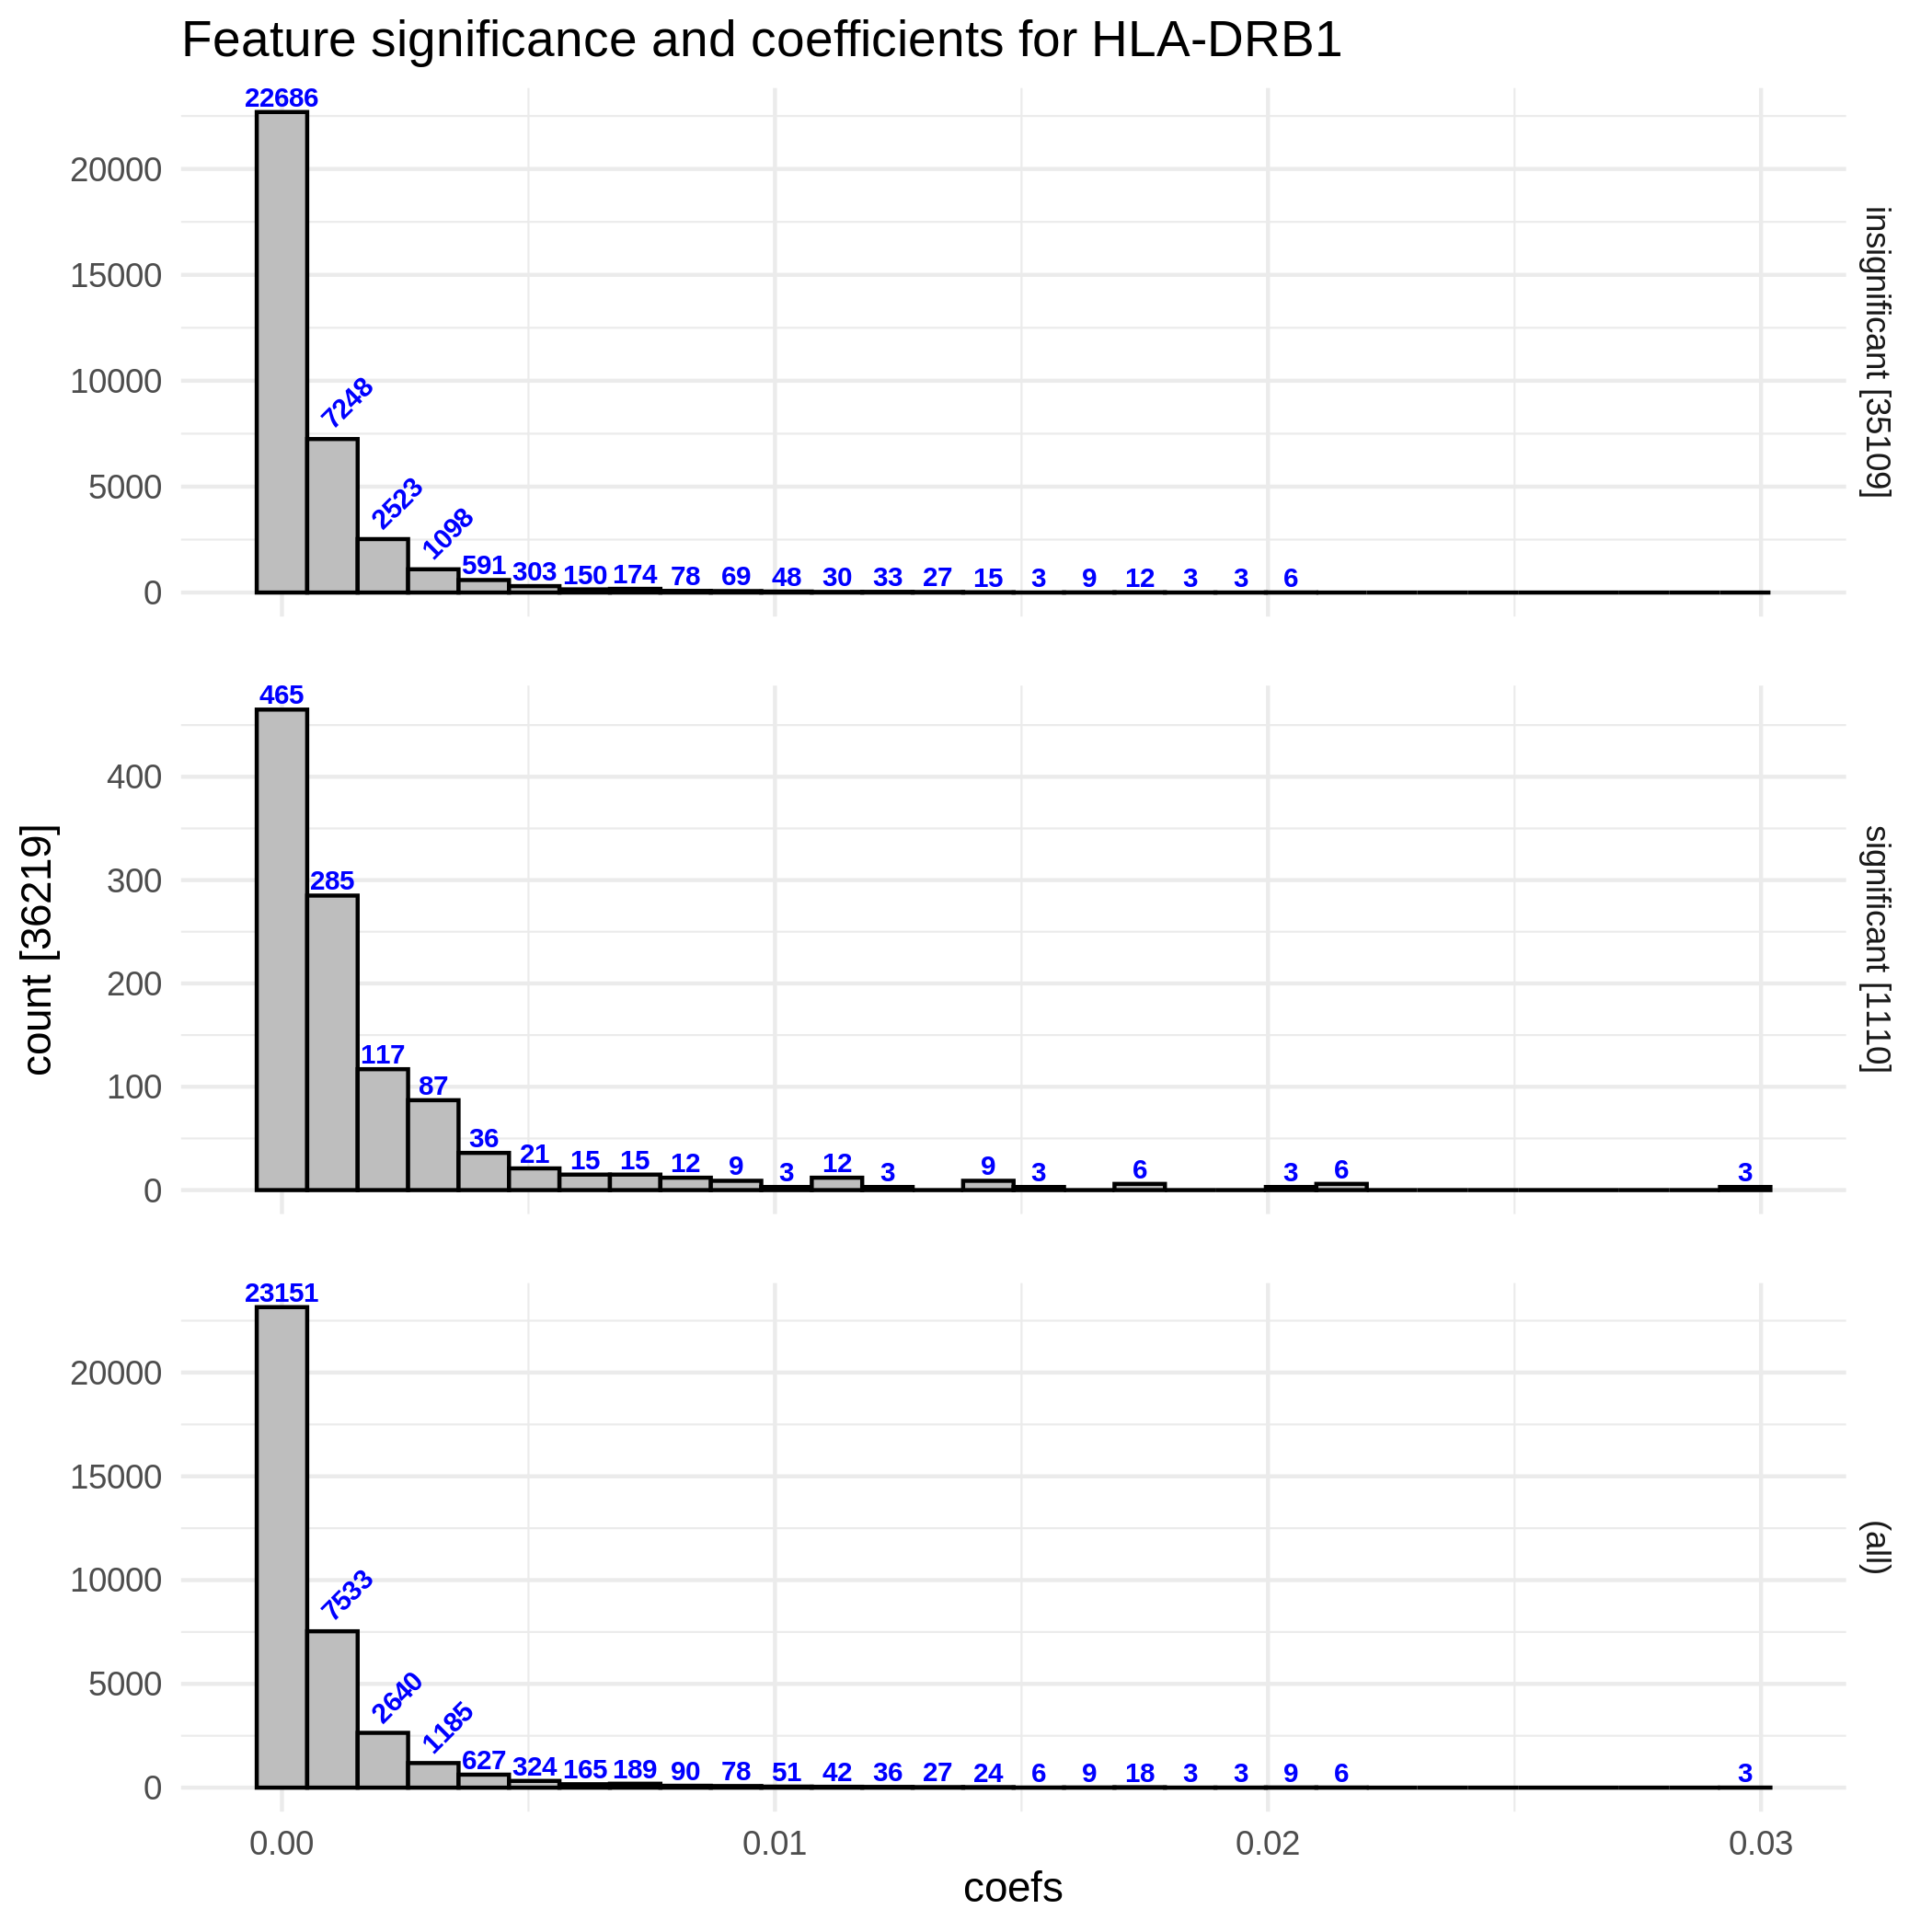 Feature significance and coefficients for HLA-DRB1
22686
7248
2523
1098
591 303 150 174 78 69 48 30 33 27 15 3 9 12 3 3 6
20000
15000
10000
5000
0
insignificant [35109]
465
285
117
87
36
21 15 15 12 9 3 12 3 9 3 6 3 6 3
400
300
200
100
0
significant [1110]
count [36219]
23151
7533
2640
1185
627 324 165 189 90 78 51 42 36 27 24 6 9 18 3 3 9 6 3
20000
15000
10000
5000
0
(all)
0.00 0.01 0.02 0.03
coefs